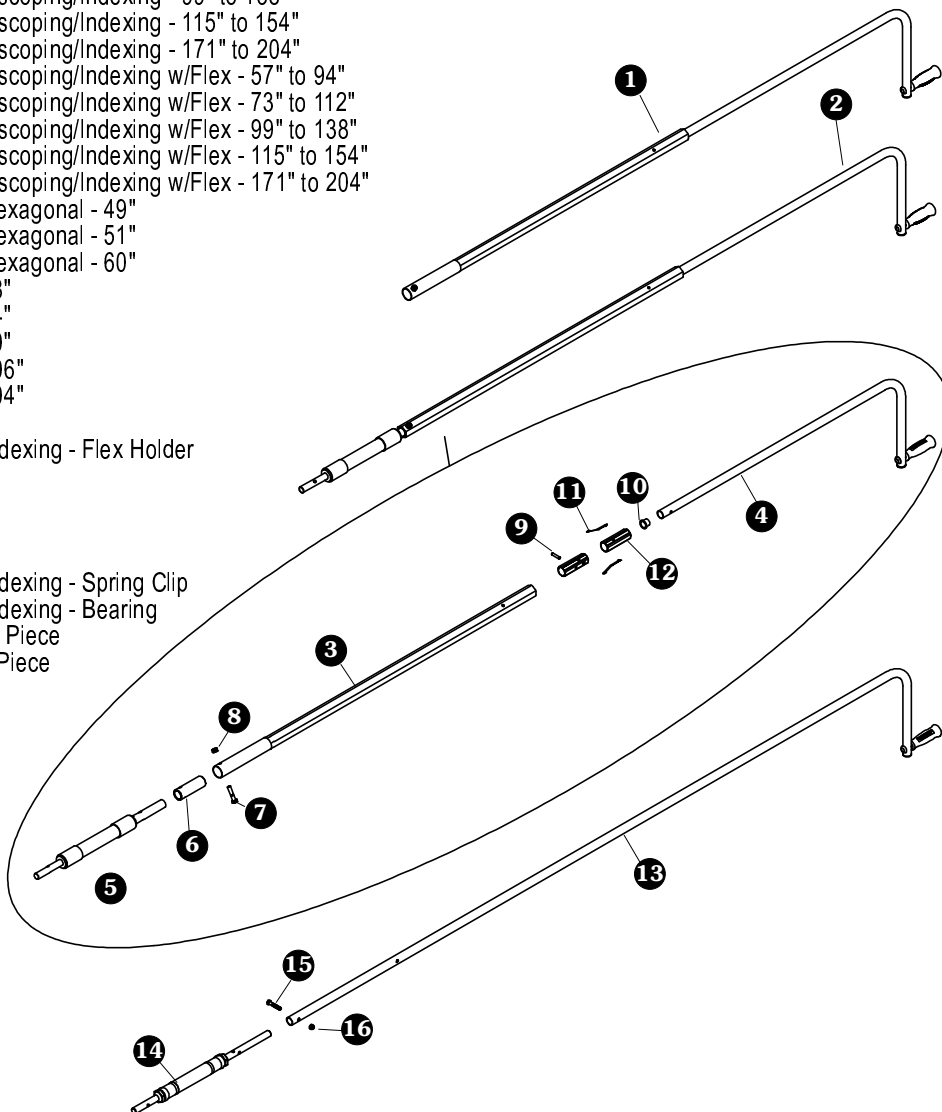 scoping/Indexing - to
scoping/Indexing - 115" to 154"
scoping/Indexing - 171" to 204"
scoping/Indexing w/Flex - 57" to 94"
scoping/Indexing w/Flex - 73" to 112"
scoping/Indexing w/Flex - 99" to 138"
scoping/Indexing w/Flex - 115" to 154"
scoping/Indexing w/Flex - 171" to 204"
exagonal - 49"
exagonal - 51"
exagonal - 60"
dexing - Flex Holder
dexing - Spring Clip
dexing - Bearing
Piece
Piece
1
2
11
10
9
4
12
3
8
7
6
5
13
15
16
14